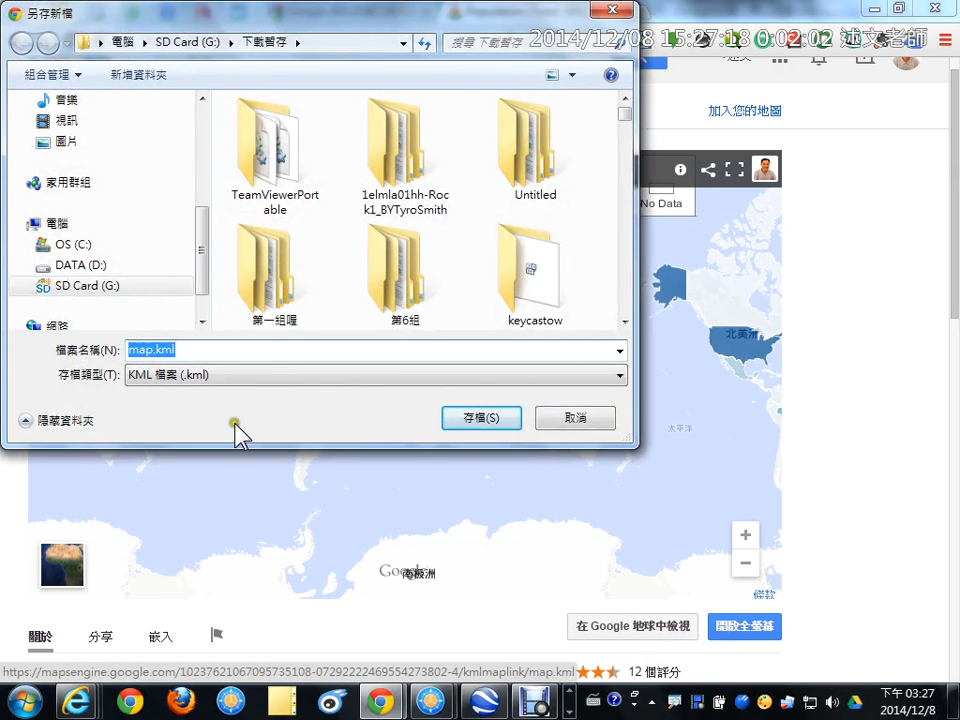 另存新檔
2014/12/08 15:27:18 0:02:02 述文老師
電腦 SD Card (G:) 下載暫存
搜尋 下載暫存
組合管理 新增資料夾
音樂
視訊
圖片
家用群組
電腦
OS (C:)
DATA (D:)
SD Card (G:)
網路
TeamViewerPortable
1elmla01hh-Rock1_BYTyroSmith
Untitled
第一組喔
第6組
keycastow
檔案名稱(N): map.kml
存檔類型(T): KML 檔案 (.kml)
隱藏資料夾
存檔(S)
取消
加入您的地圖
No Data
北美洲
太平洋
Google
南極洲
條款
關於 分享 嵌入
在 Google 地球中檢視
開啟全螢幕
https://mapsengine.google.com/10237621067095735108-07292222469554273802-4/kmlmaplink/map.kml
12 個評分
下午 03:27
2014/12/8